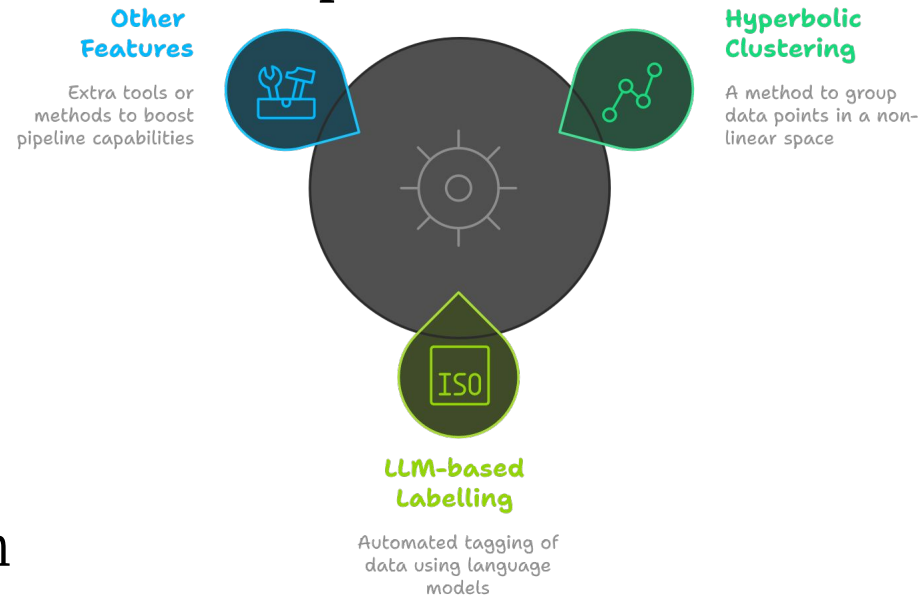 Other
Features
Extra tools or
methods to boost
pipeline capabilities
Hyperbolic
Clustering
A method to group
data points in a non-
linear space
ISO
LLM-based
Labelling
Automated tagging of
data using language
models